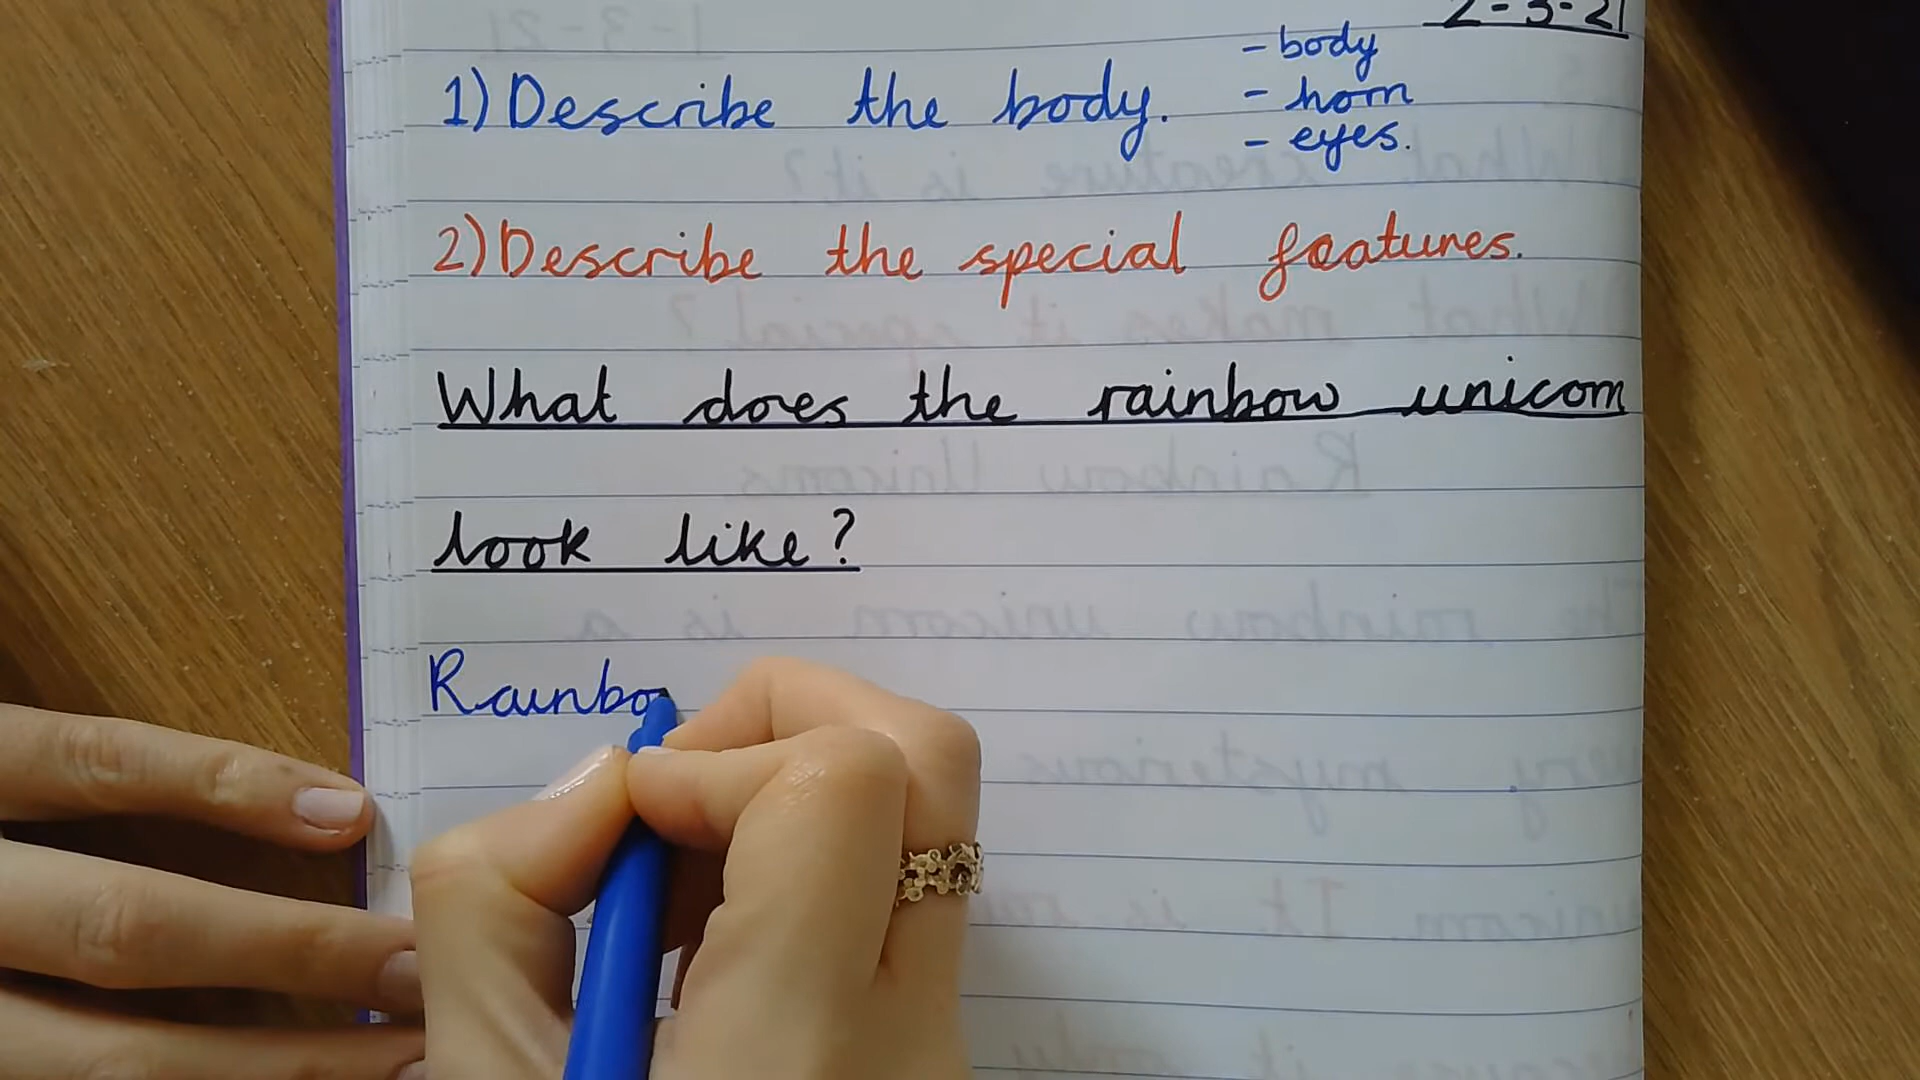 2-3-21
1) Describe the body.
- body
- horn
- eyes.
2) Describe the special features.
What does the rainbow unicorn
look like?
Rainbo